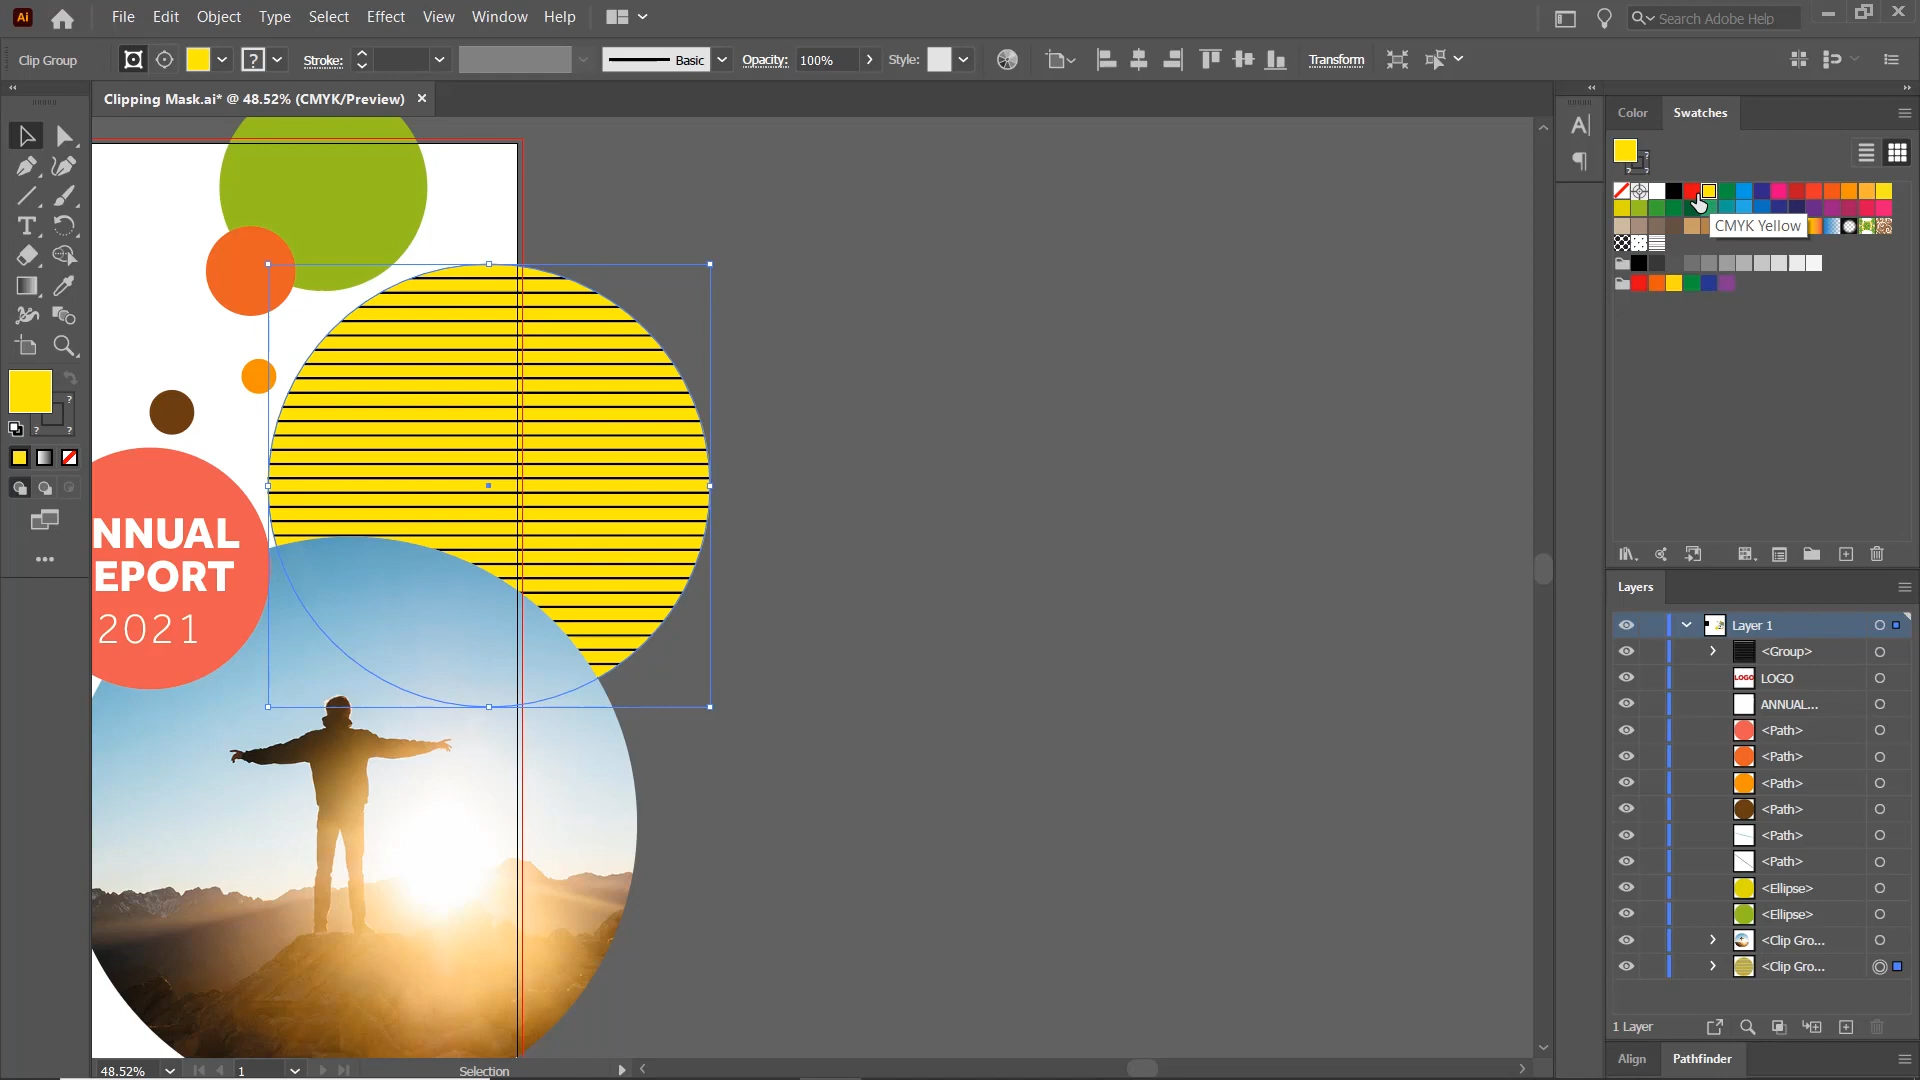 Ai File Edit Object Type Select Effect View Window Help Search Adobe Help
Clip Group ? Stroke: Basic Opacity: 100% Style: Transform
Clipping Mask.ai* @ 48.52% (CMYK/Preview)
Color Swatches
CMYK Yellow
NNUAL
EPORT
2021
Layers
Layer 1
<Group>
LOGO LOGO
ANNUAL...
<Path>
<Path>
<Path>
<Path>
<Path>
<Path>
<Ellipse>
<Ellipse>
<Clip Gro...
<Clip Gro...
1 Layer
Align Pathfinder
48.52% 1 Selection